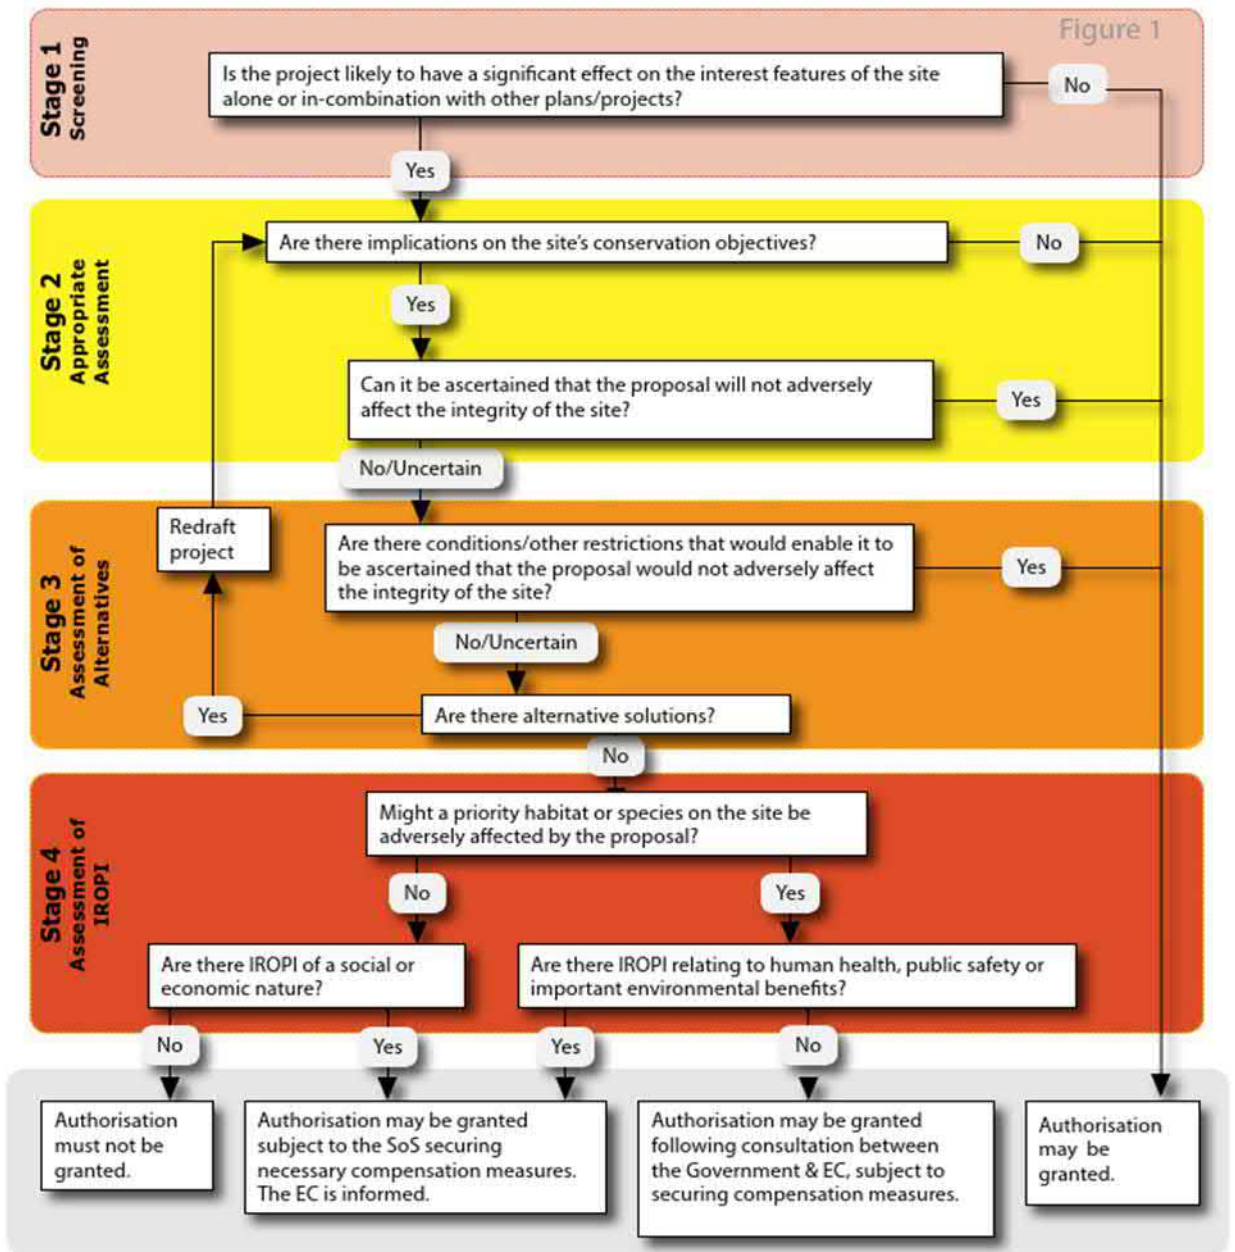 Figure 1
Stage 1
Screening
Is the project likely to have a significant effect on the interest features of the site
alone or in-combination with other plans/projects?
No
Yes
Stage 2
Appropriate
Assessment
Are there implications on the site's conservation objectives?
No
Yes
Can it be ascertained that the proposal will not adversely
affect the integrity of the site?
Yes
No/Uncertain
Stage 3
Assessment of
Alternatives
Redraft
project
Are there conditions/other restrictions that would enable it to
be ascertained that the proposal would not adversely affect
the integrity of the site?
Yes
No/Uncertain
Are there alternative solutions?
Yes
No
Stage 4
Assessment of
IROPI
Might a priority habitat or species on the site be
adversely affected by the proposal?
No
Yes
Are there IROPI of a social or
economic nature?
Are there IROPI relating to human health, public safety or
important environmental benefits?
No
Yes
Yes
No
Authorisation
must not be
granted.
Authorisation may be granted
subject to the SoS securing
necessary compensation measures.
The EC is informed.
Authorisation may be granted
following consultation between
the Government & EC, subject to
securing compensation measures.
Authorisation
may be
granted.